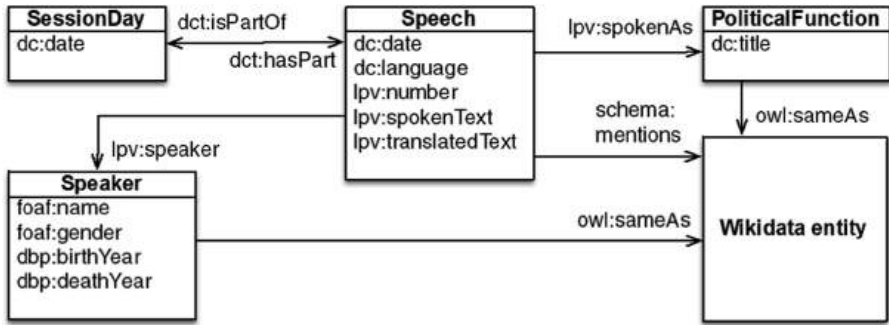 SessionDay
dc:date
dct:isPartOf
dct:hasPart
Speech
dc:date
dc:language
lpv:number
lpv:spokenText
lpv:translatedText
lpv:spokenAs
PoliticalFunction
dc:title
owl:sameAs
schema:
mentions
lpv:speaker
Speaker
foaf:name
foaf:gender
dbp:birthYear
dbp:deathYear
owl:sameAs
Wikidata entity